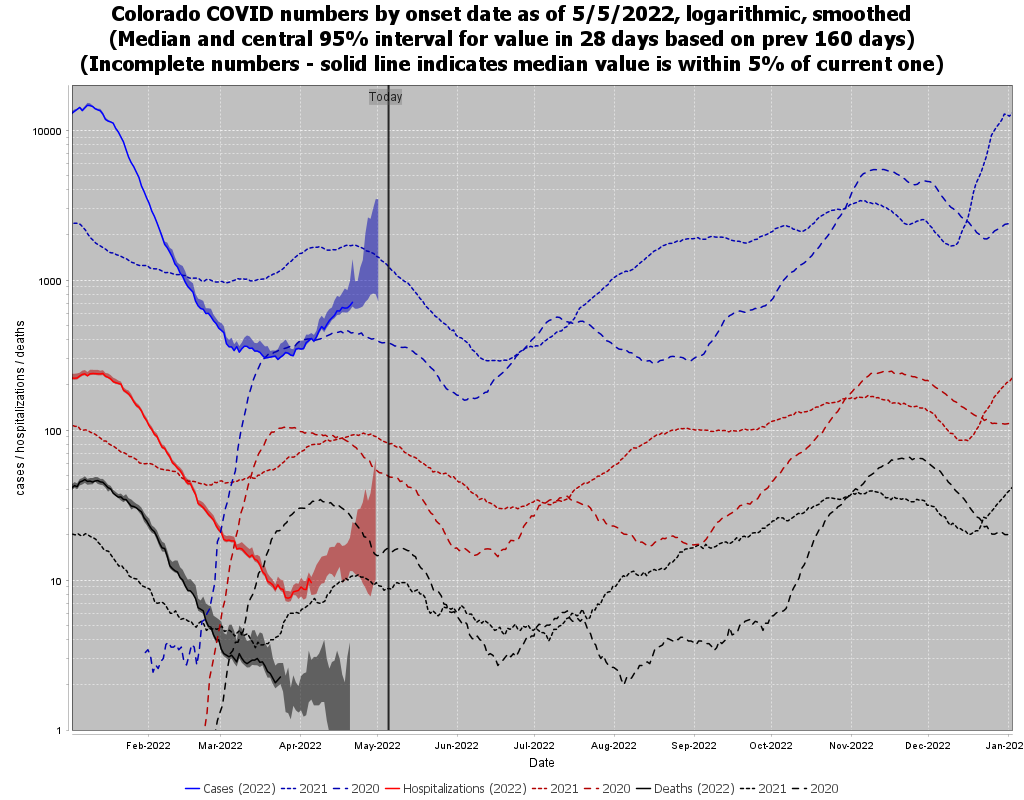 Colorado COVID numbers by onset date as of 5/5/2022, logarithmic, smoothed
(Median and central 95% interval for value in 28 days based on prev 160 days)
(Incomplete numbers - solid line indicates median value is within 5% of current one)
Today
10000
1000
100
10
1
cases / hospitalizations / deaths
Feb-2022 Mar-2022 Apr-2022 May-2022 Jun-2022 Jul-2022 Aug-2022 Sep-2022 Oct-2022 Nov-2022 Dec-2022 Jan-202
Date
Cases (2022) 2021 2020 Hospitalizations (2022) 2021 2020 Deaths (2022) 2021 2020